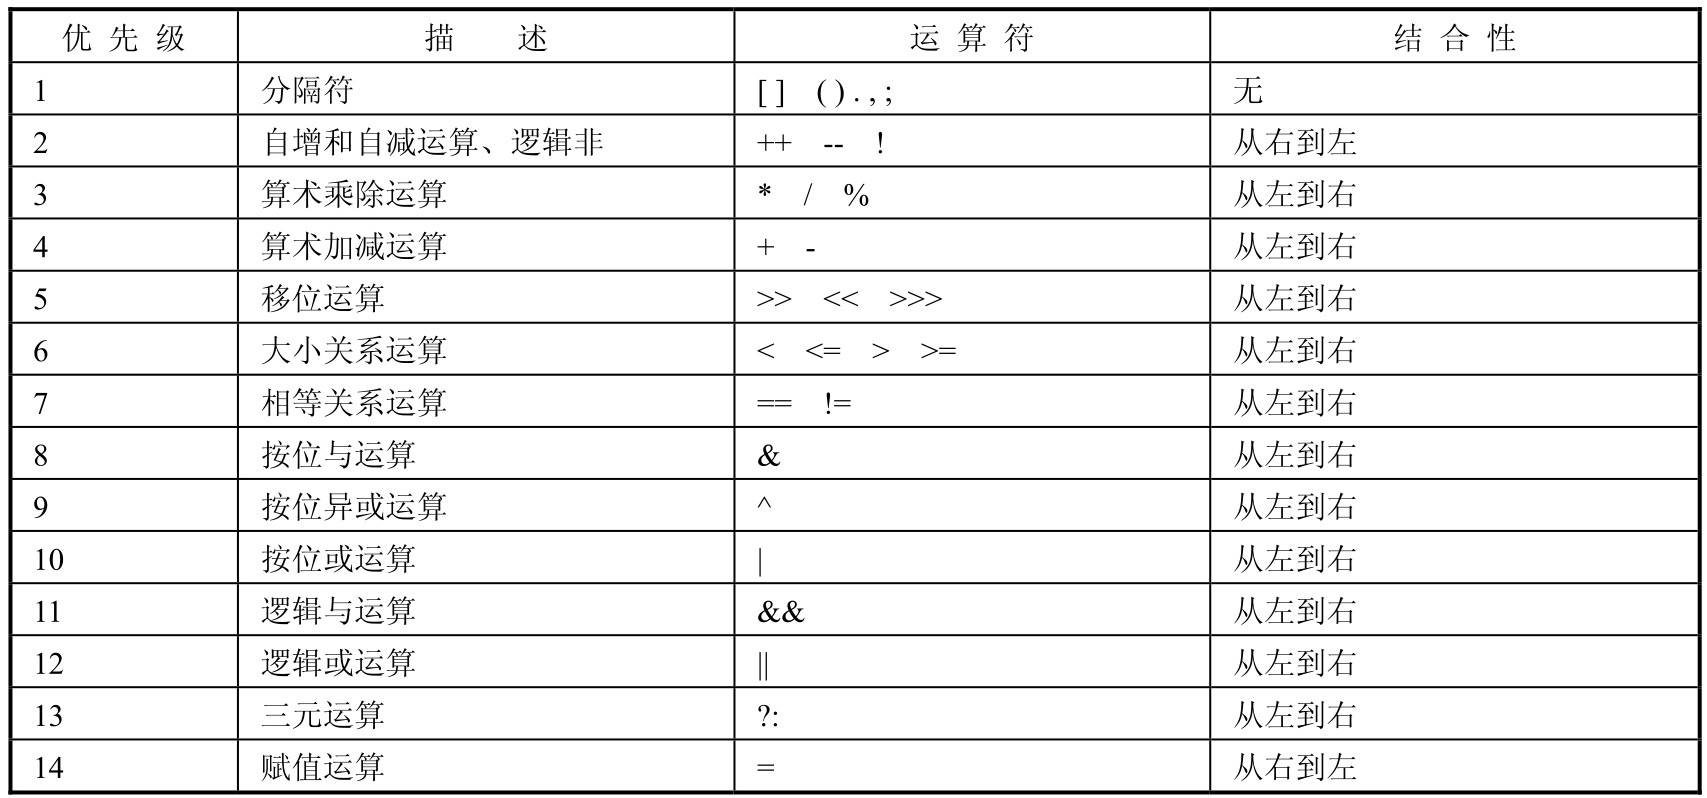 优先级 描述 运算符 结合性
1 分隔符 [ ] ( ) . , ; 无
2 自增和自减运算、逻辑非 ++ -- ! 从右到左
3 算术乘除运算 * / % 从左到右
4 算术加减运算 + - 从左到右
5 移位运算 >> << >>> 从左到右
6 大小关系运算 < <= > >= 从左到右
7 相等关系运算 == != 从左到右
8 按位与运算 & 从左到右
9 按位异或运算 ^ 从左到右
10 按位或运算 | 从左到右
11 逻辑与运算 && 从左到右
12 逻辑或运算 || 从左到右
13 三元运算 ?: 从左到右
14 赋值运算 = 从右到左